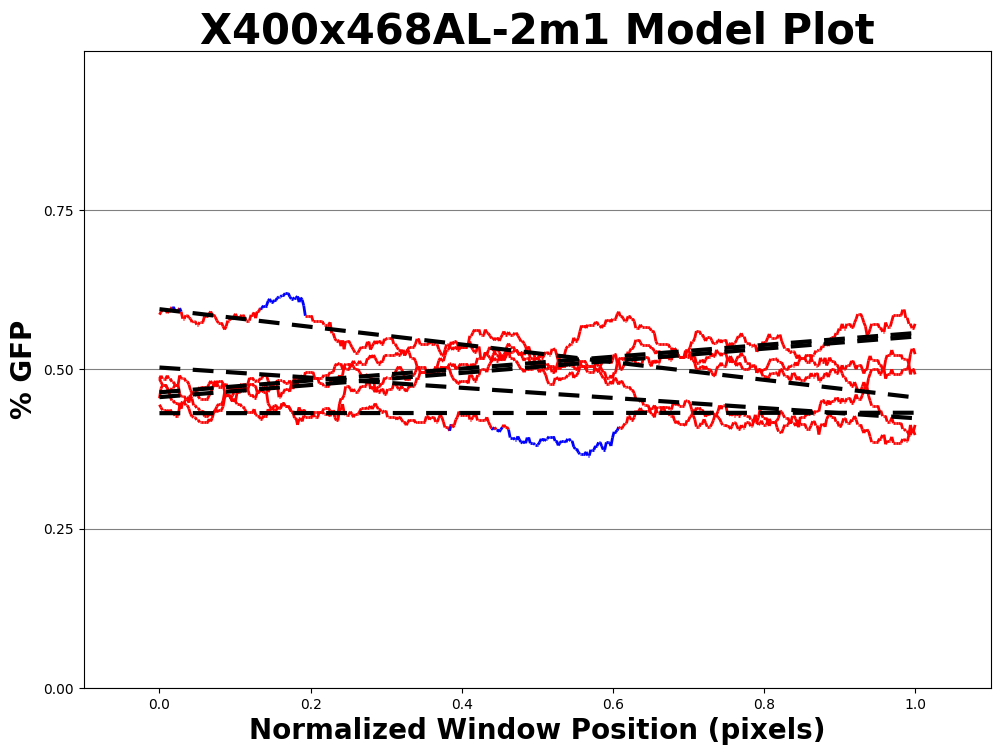 X400x468AL-2m1 Model Plot
% GFP
0.75
0.50
0.25
0.00
0.0 0.2 0.4 0.6 0.8 1.0
Normalized Window Position (pixels)